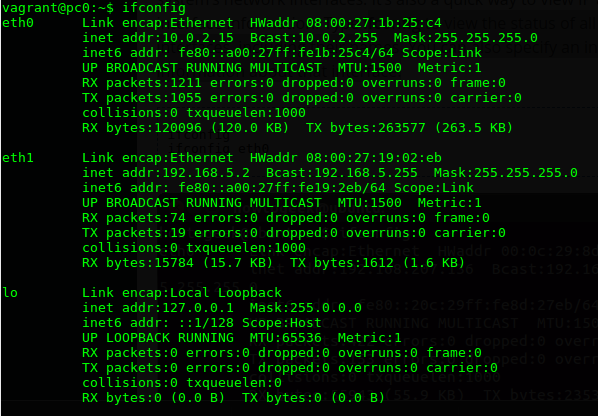 vagrant@pc0:~$ ifconfig
eth0      Link encap:Ethernet  HWaddr 08:00:27:1b:25:c4
          inet addr:10.0.2.15  Bcast:10.0.2.255  Mask:255.255.255.0
          inet6 addr: fe80::a00:27ff:fe1b:25c4/64 Scope:Link
          UP BROADCAST RUNNING MULTICAST  MTU:1500  Metric:1
          RX packets:1211 errors:0 dropped:0 overruns:0 frame:0
          TX packets:1055 errors:0 dropped:0 overruns:0 carrier:0
          collisions:0 txqueuelen:1000
          RX bytes:120096 (120.0 KB)  TX bytes:263577 (263.5 KB)

eth1      Link encap:Ethernet  HWaddr 08:00:27:19:02:eb
          inet addr:192.168.5.2  Bcast:192.168.5.255  Mask:255.255.255.0
          inet6 addr: fe80::a00:27ff:fe19:2eb/64 Scope:Link
          UP BROADCAST RUNNING MULTICAST  MTU:1500  Metric:1
          RX packets:74 errors:0 dropped:0 overruns:0 frame:0
          TX packets:19 errors:0 dropped:0 overruns:0 carrier:0
          collisions:0 txqueuelen:1000
          RX bytes:15784 (15.7 KB)  TX bytes:1612 (1.6 KB)

lo        Link encap:Local Loopback
          inet addr:127.0.0.1  Mask:255.0.0.0
          inet6 addr: ::1/128 Scope:Host
          UP LOOPBACK RUNNING  MTU:65536  Metric:1
          RX packets:0 errors:0 dropped:0 overruns:0 frame:0
          TX packets:0 errors:0 dropped:0 overruns:0 carrier:0
          collisions:0 txqueuelen:0
          RX bytes:0 (0.0 B)  TX bytes:0 (0.0 B)